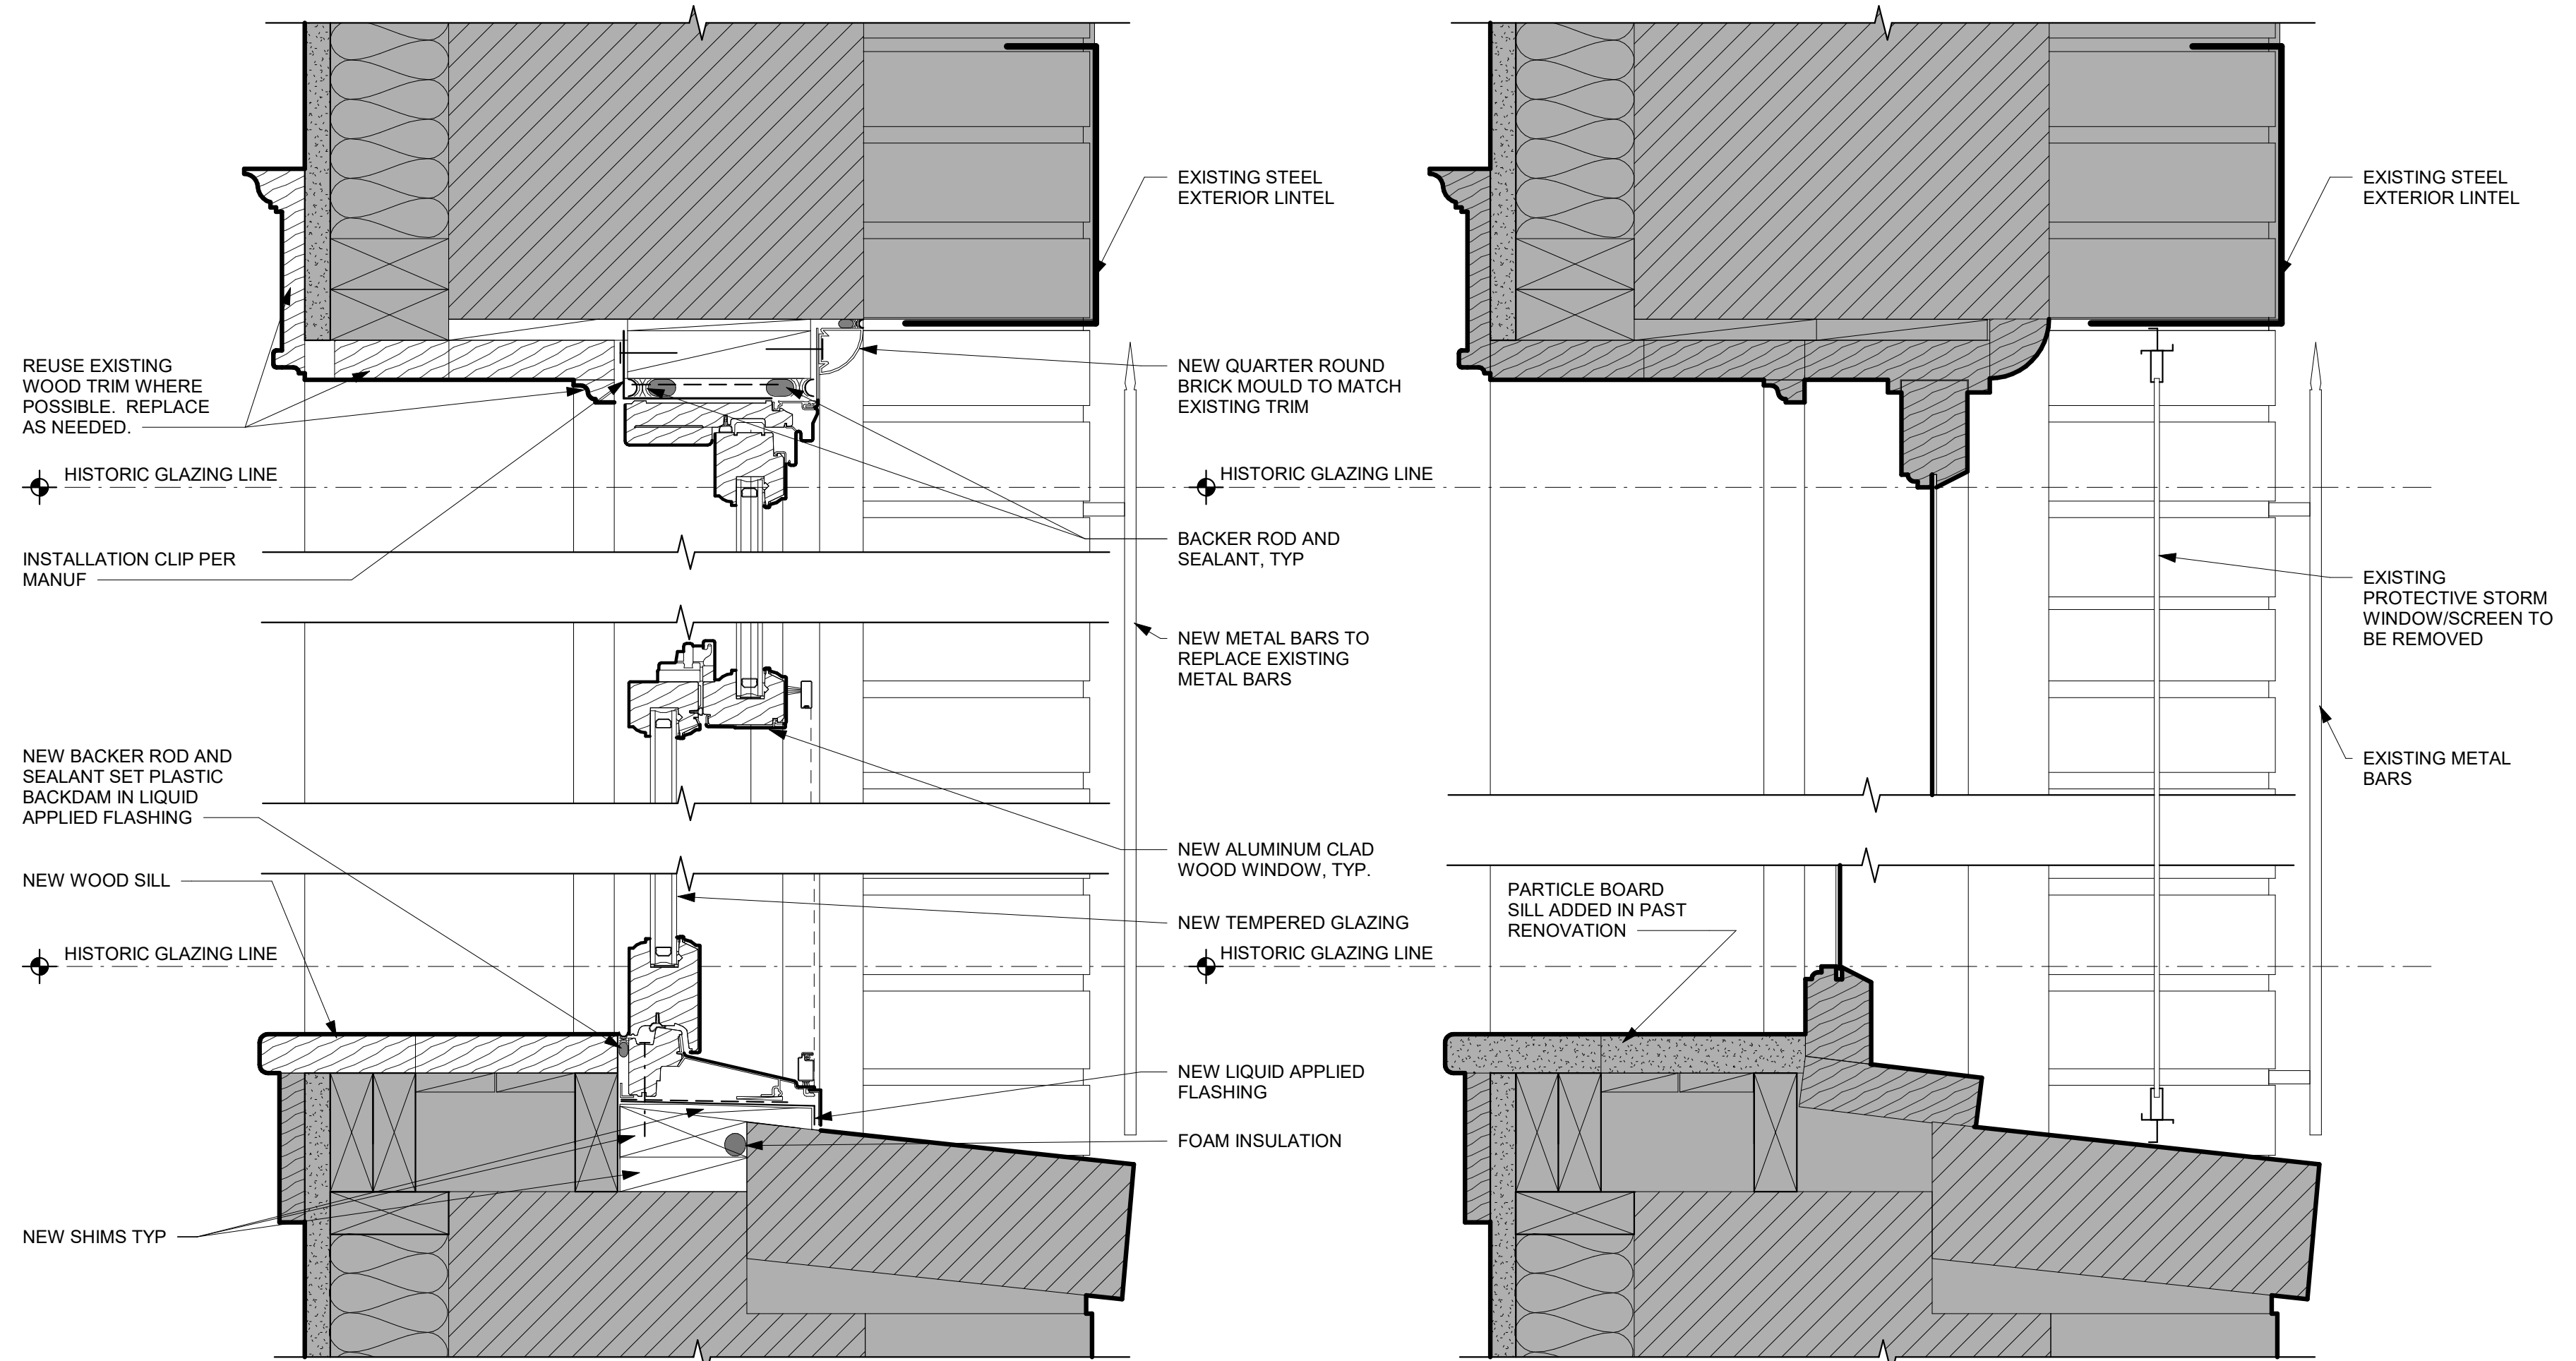 EXISTING STEEL
EXTERIOR LINTEL
REUSE EXISTING
WOOD TRIM WHERE
POSSIBLE.  REPLACE
AS NEEDED.
NEW QUARTER ROUND
BRICK MOULD TO MATCH
EXISTING TRIM
HISTORIC GLAZING LINE
INSTALLATION CLIP PER
MANUF
BACKER ROD AND
SEALANT, TYP
NEW METAL BARS TO
REPLACE EXISTING
METAL BARS
NEW BACKER ROD AND
SEALANT SET PLASTIC
BACKDAM IN LIQUID
APPLIED FLASHING
NEW ALUMINUM CLAD
WOOD WINDOW, TYP.
NEW WOOD SILL
NEW TEMPERED GLAZING
HISTORIC GLAZING LINE
NEW LIQUID APPLIED
FLASHING
FOAM INSULATION
NEW SHIMS TYP
EXISTING STEEL
EXTERIOR LINTEL
HISTORIC GLAZING LINE
EXISTING
PROTECTIVE STORM
WINDOW/SCREEN TO
BE REMOVED
EXISTING METAL
BARS
PARTICLE BOARD
SILL ADDED IN PAST
RENOVATION
HISTORIC GLAZING LINE